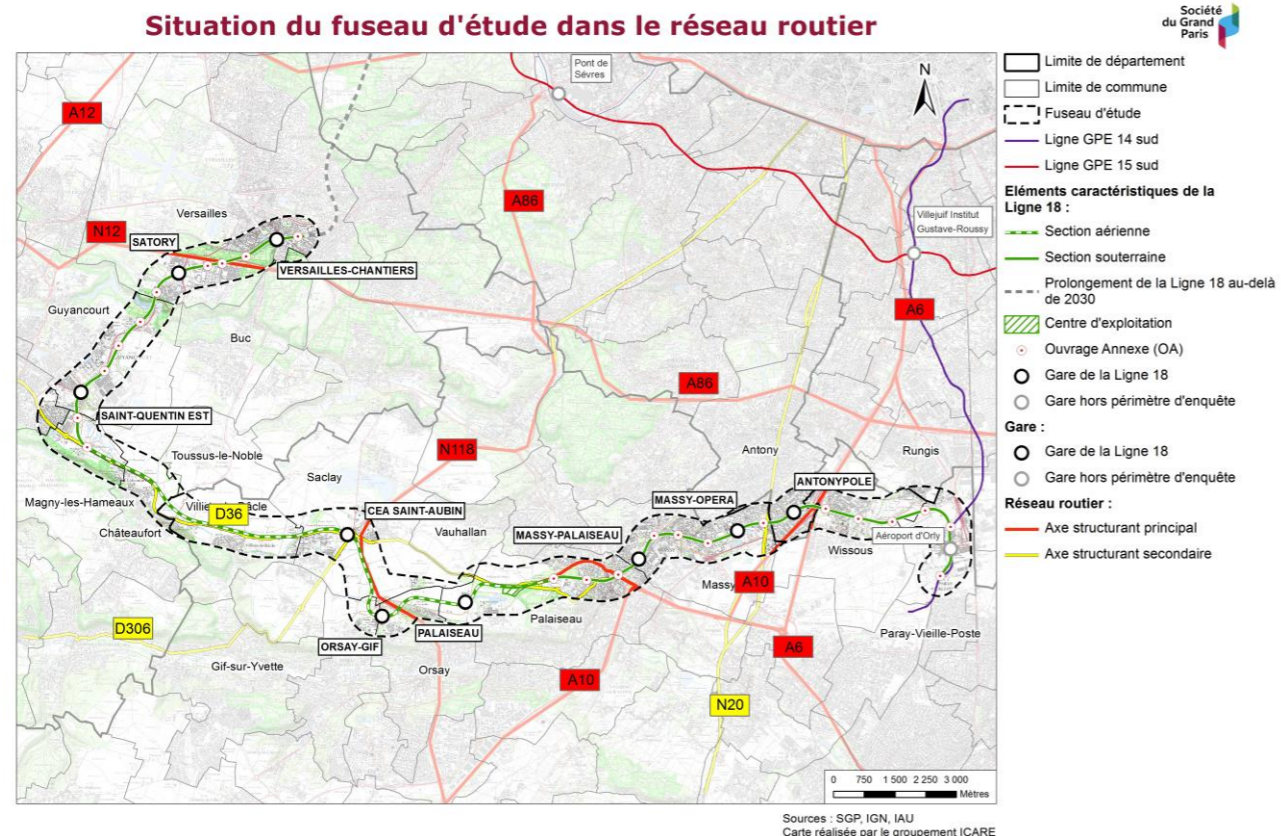 Situation du fuseau d'étude dans le réseau routier
Société
du Grand
Paris
Pont de
Sèvres
N
A12
A86
Versailles
Villejuif Institut
Gustave-Roussy
N12
SATORY
VERSAILLES-CHANTIERS
Guyancourt
A6
Buc
A86
SAINT-QUENTIN EST
Toussus-le-Noble
N118
Antony
Rungis
Saclay
Magny-les-Hameaux
D36
CEA SAINT-AUBIN
MASSY-OPERA
ANTONYPOLE
Châteaufort
Vauhallan
MASSY-PALAISEAU
Aéroport d'Orly
Wissous
Massy
A10
D306
ORSAY-GIF
PALAISEAU
Palaiseau
Paray-Vieille-Poste
A6
Gif-sur-Yvette
Orsay
A10
N20
0 750 1 500 2 250 3 000
Mètres
Limite de département
Limite de commune
Fuseau d'étude
Ligne GPE 14 sud
Ligne GPE 15 sud
Eléments caractéristiques de la
Ligne 18 :
Section aérienne
Section souterraine
Prolongement de la Ligne 18 au-delà
de 2030
Centre d'exploitation
Ouvrage Annexe (OA)
Gare de la Ligne 18
Gare hors périmètre d'enquête
Gare :
Gare de la Ligne 18
Gare hors périmètre d'enquête
Réseau routier :
Axe structurant principal
Axe structurant secondaire
Sources : SGP, IGN, IAU
Carte réalisée par le groupement ICARE